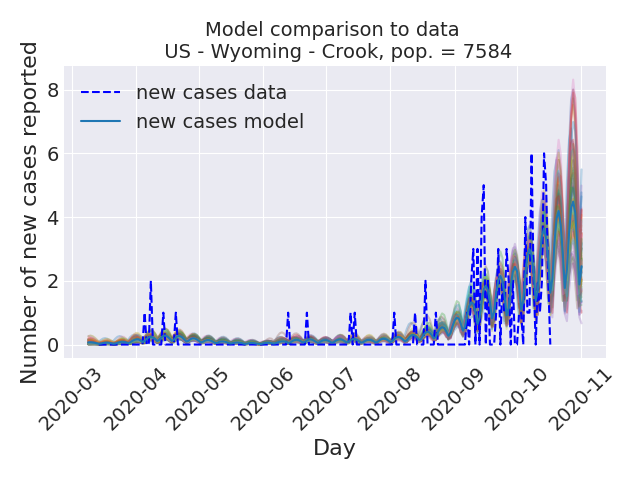 Model comparison to data
US - Wyoming - Crook, pop. = 7584
new cases data
new cases model
Number of new cases reported
8
6
4
2
0
2020-03
2020-04
2020-05
2020-06
2020-07
2020-08
2020-09
2020-10
2020-11
Day